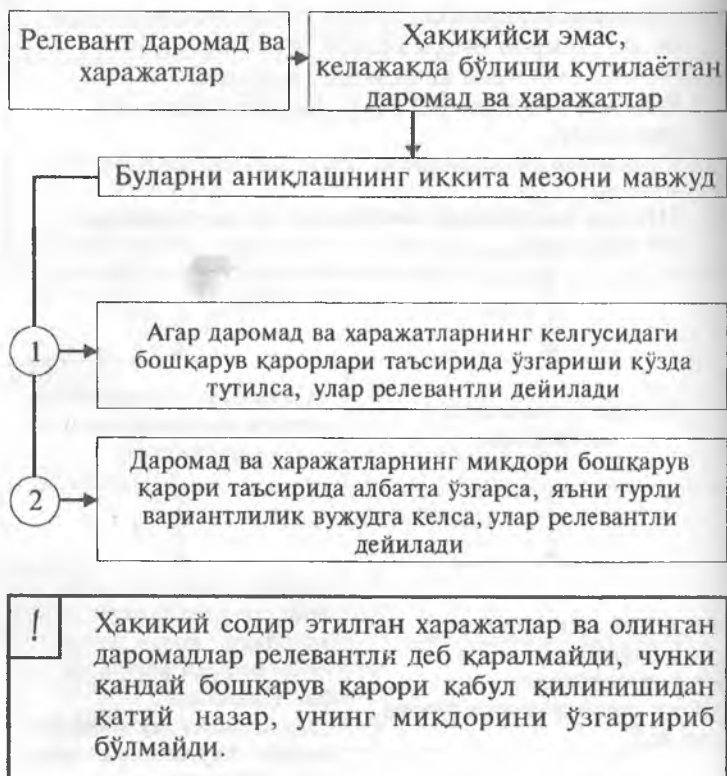 Релевант даромад ва
харажатлар
Ҳақиқийси эмас,
келажакда бўлиши кутилаётган
даромад ва харажатлар
Буларни аниқлашнинг иккита мезони мавжуд
1
Агар даромад ва харажатларнинг келгусидаги
бошқарув қарорлари таъсирида ўзгариши кўзда
тутилса, улар релевантли дейилади
2
Даромад ва харажатларнинг миқдори бошқарув
қарори таъсирида албатта ўзгарса, яъни турли
вариантлилик вужудга келса, улар релевантли
дейилади
!
Ҳақиқий содир этилган харажатлар ва олинган
даромадлар релевантли деб қаралмайди, чунки
қандай бошқарув қарори қабул қилинишидан
қатий назар, унинг миқдорини ўзгартириб
бўлмайди.